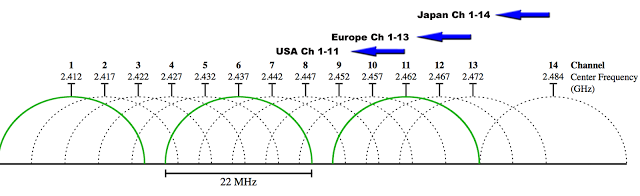 Japan Ch 1-14
Europe Ch 1-13
USA Ch 1-11
1 2 3 4 5 6 7 8 9 10 11 12 13 14 Channel
2.412 2.417 2.422 2.427 2.432 2.437 2.442 2.447 2.452 2.457 2.462 2.467 2.472 2.484 Center Frequency
(GHz)
22 MHz